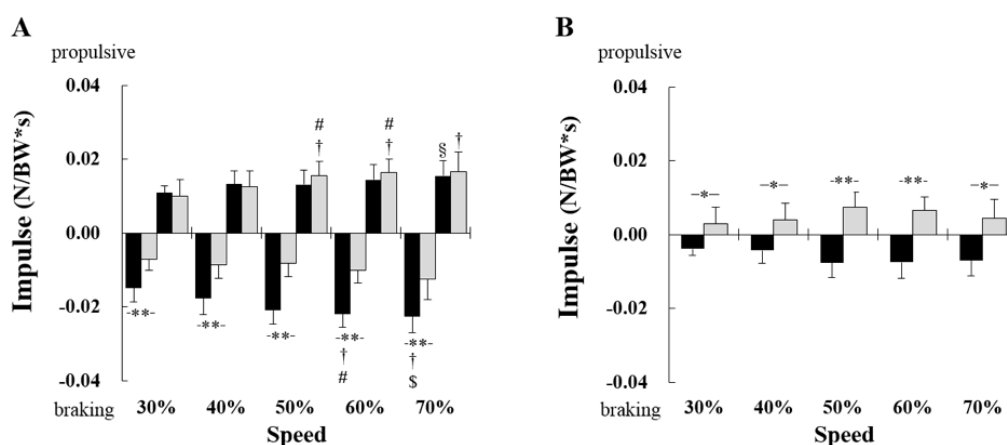 A
propulsive
Impulse (N/BW*s)
0.04
0.02
0.00
-0.02
-0.04
braking
# #
† † § †
-**- -**- -**- -**- -**-
† †
# $
30% 40% 50% 60% 70%
Speed
B
propulsive
Impulse (N/BW*s)
0.04
0.02
0.00
-0.02
-0.04
braking
-*- -*- -**- -**- -*-
30% 40% 50% 60% 70%
Speed